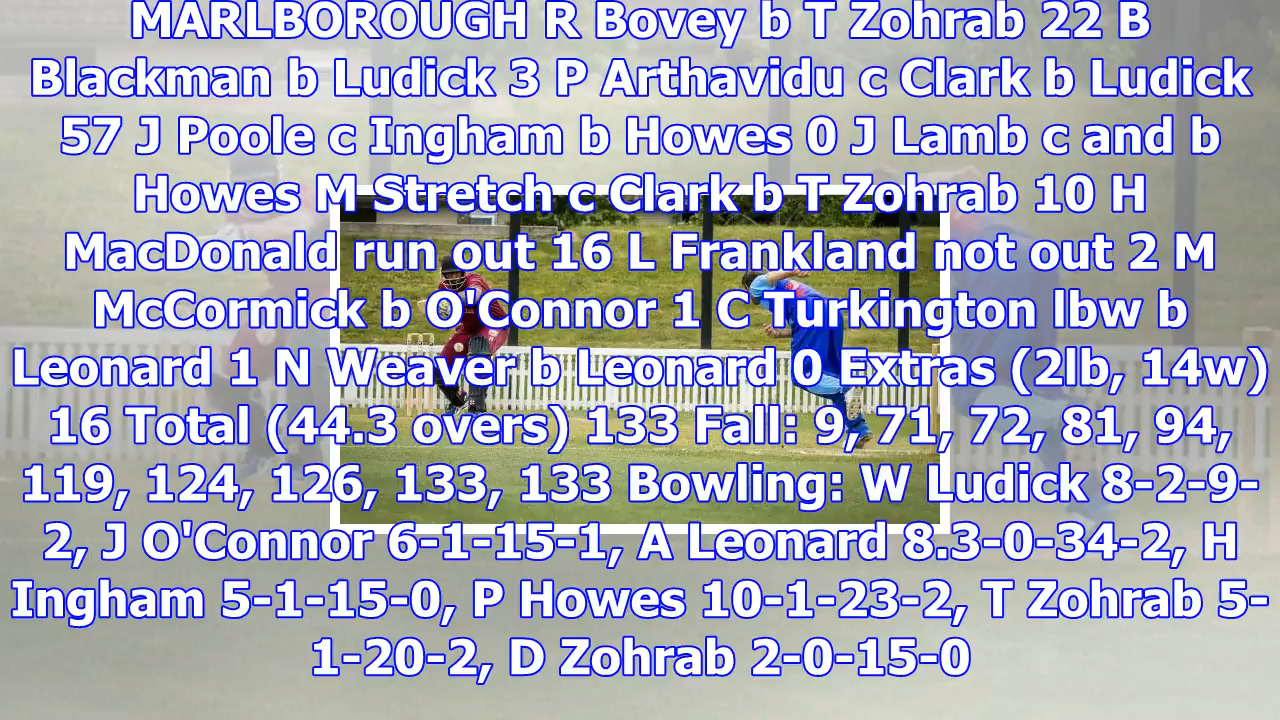 MARLBOROUGH R Bovey b T Zohrab 22 B
Blackman b Ludick 3 P Arthavidu c Clark b Ludick
57 J Poole c Ingham b Howes 0 J Lamb c and b
Howes M Stretch c Clark b T Zohrab 10 H
MacDonald run out 16 L Frankland not out 2 M
McCormick b O'Connor 1 C Turkington lbw b
Leonard 1 N Weaver b Leonard 0 Extras (2lb, 14w)
16 Total (44.3 overs) 133 Fall: 9, 71, 72, 81, 94,
119, 124, 126, 133, 133 Bowling: W Ludick 8-2-9-
2, J O'Connor 6-1-15-1, A Leonard 8.3-0-34-2, H
Ingham 5-1-15-0, P Howes 10-1-23-2, T Zohrab 5-
1-20-2, D Zohrab 2-0-15-0